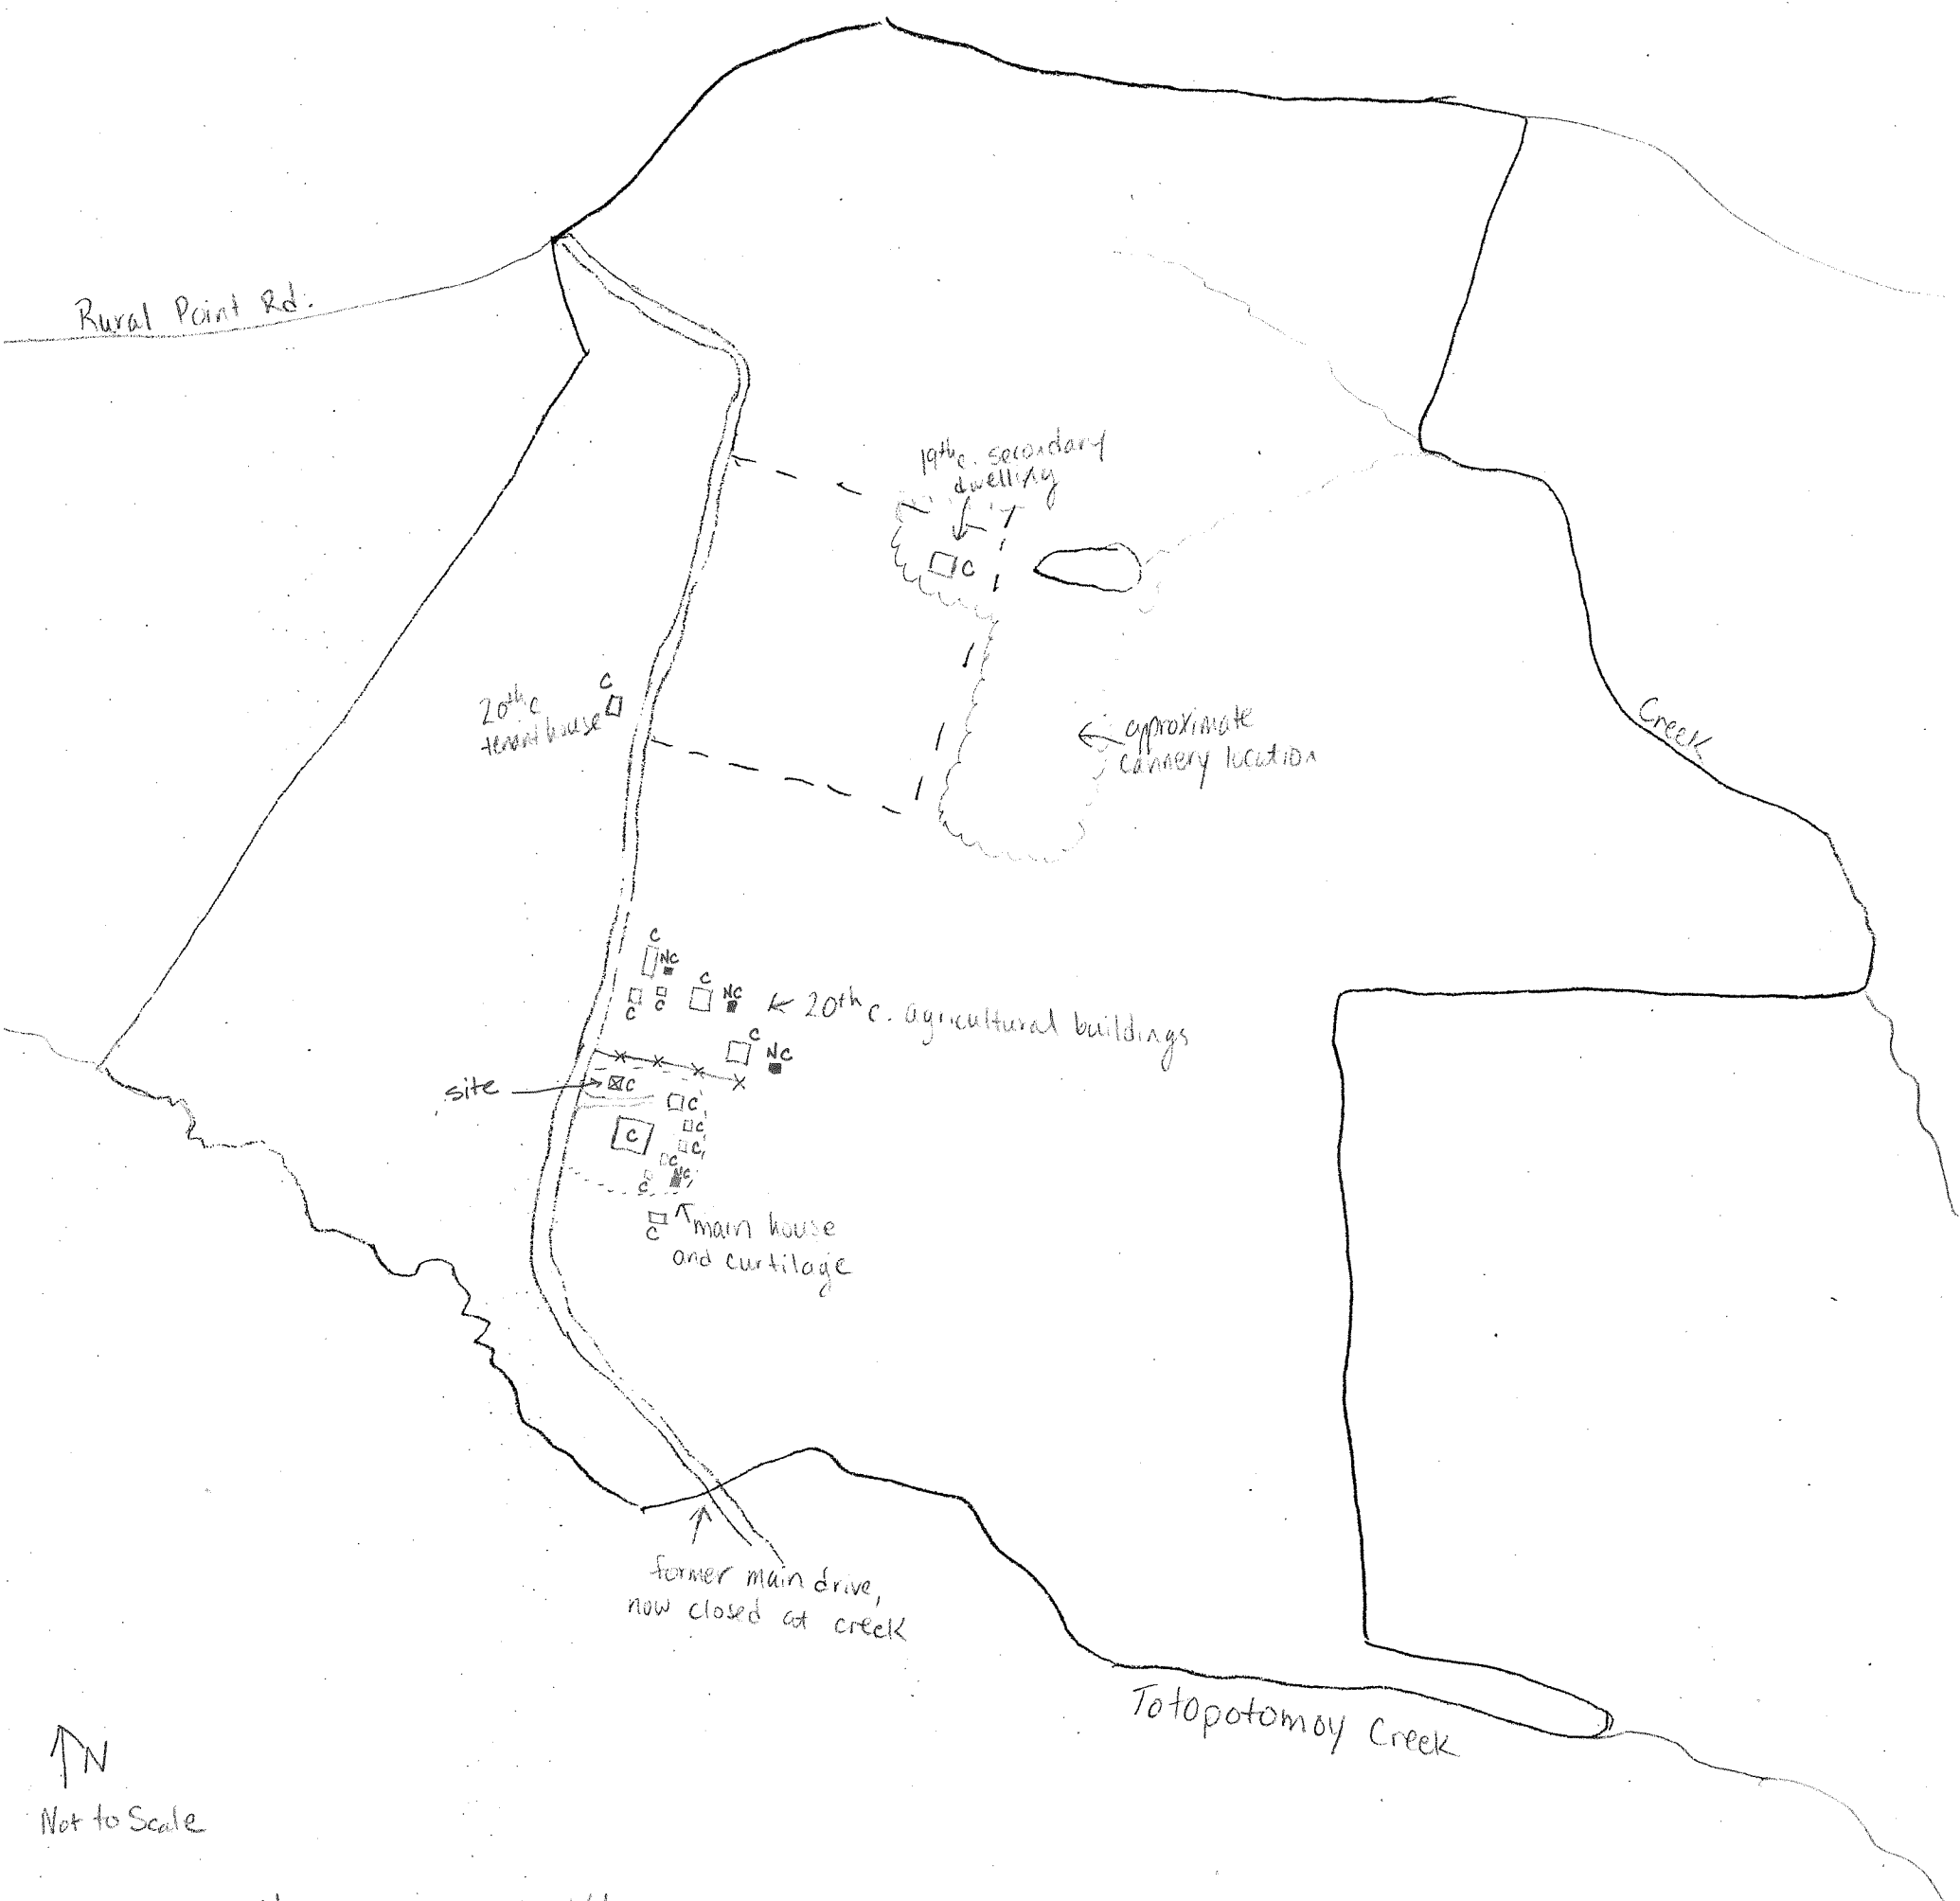 Rural Point Rd.
19th c. secondary
dwelling
C
C
20th c
tenant house
Creek
approximate
cannery location
C
NC
C
C
C
NC
← 20th c. agricultural buildings
C
NC
site
C
C
C
C
C
C
C
NC
C
main house
and curtilage
former main drive,
now closed at creek
Totopotomoy Creek
N
Not to Scale